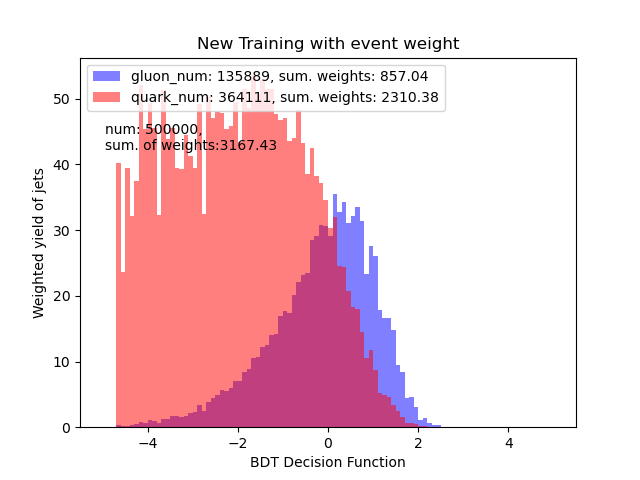 New Training with event weight
gluon_num: 135889, sum. weights: 857.04
quark_num: 364111, sum. weights: 2310.38
num: 500000,
sum. of weights:3167.43
Weighted yield of jets
50
40
30
20
10
0
−4 −2 0 2 4
BDT Decision Function